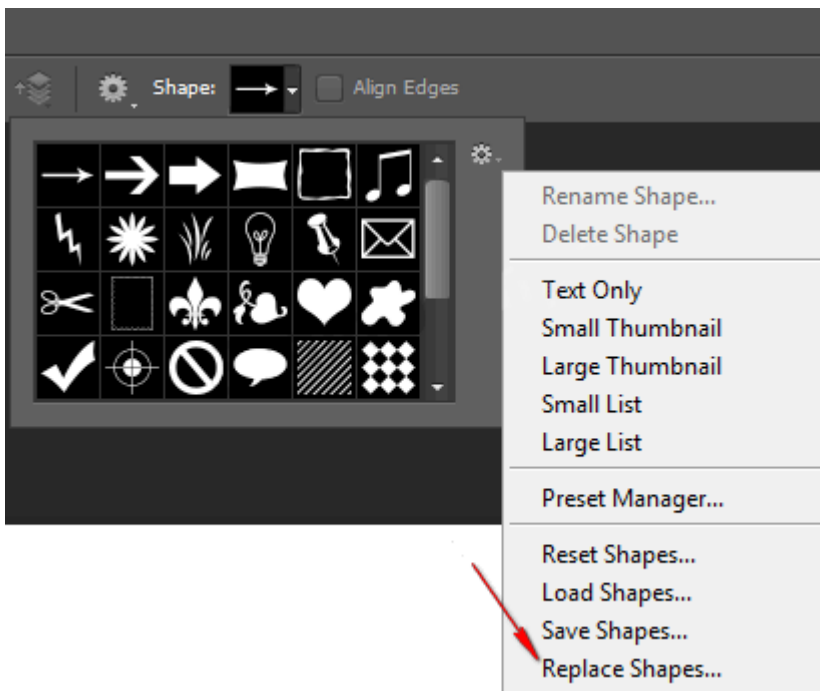 Shape:
Align Edges
Rename Shape...
Delete Shape
Text Only
Small Thumbnail
Large Thumbnail
Small List
Large List
Preset Manager...
Reset Shapes...
Load Shapes...
Save Shapes...
Replace Shapes...